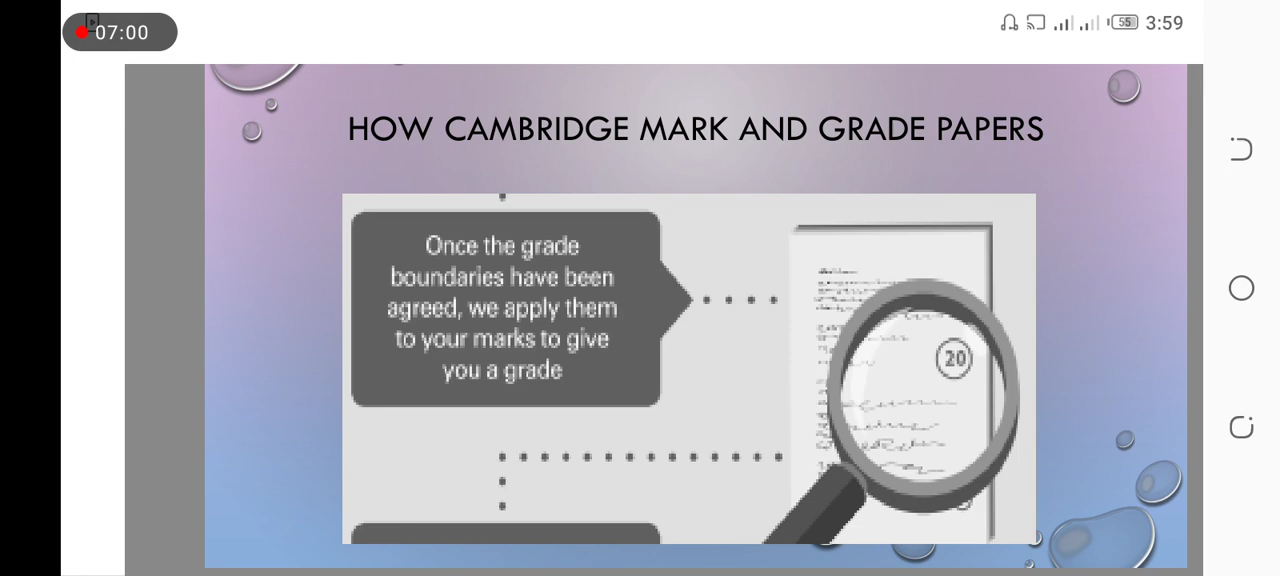 07:00
55 3:59
HOW CAMBRIDGE MARK AND GRADE PAPERS
Once the grade
boundaries have been
agreed, we apply them
to your marks to give
you a grade
20